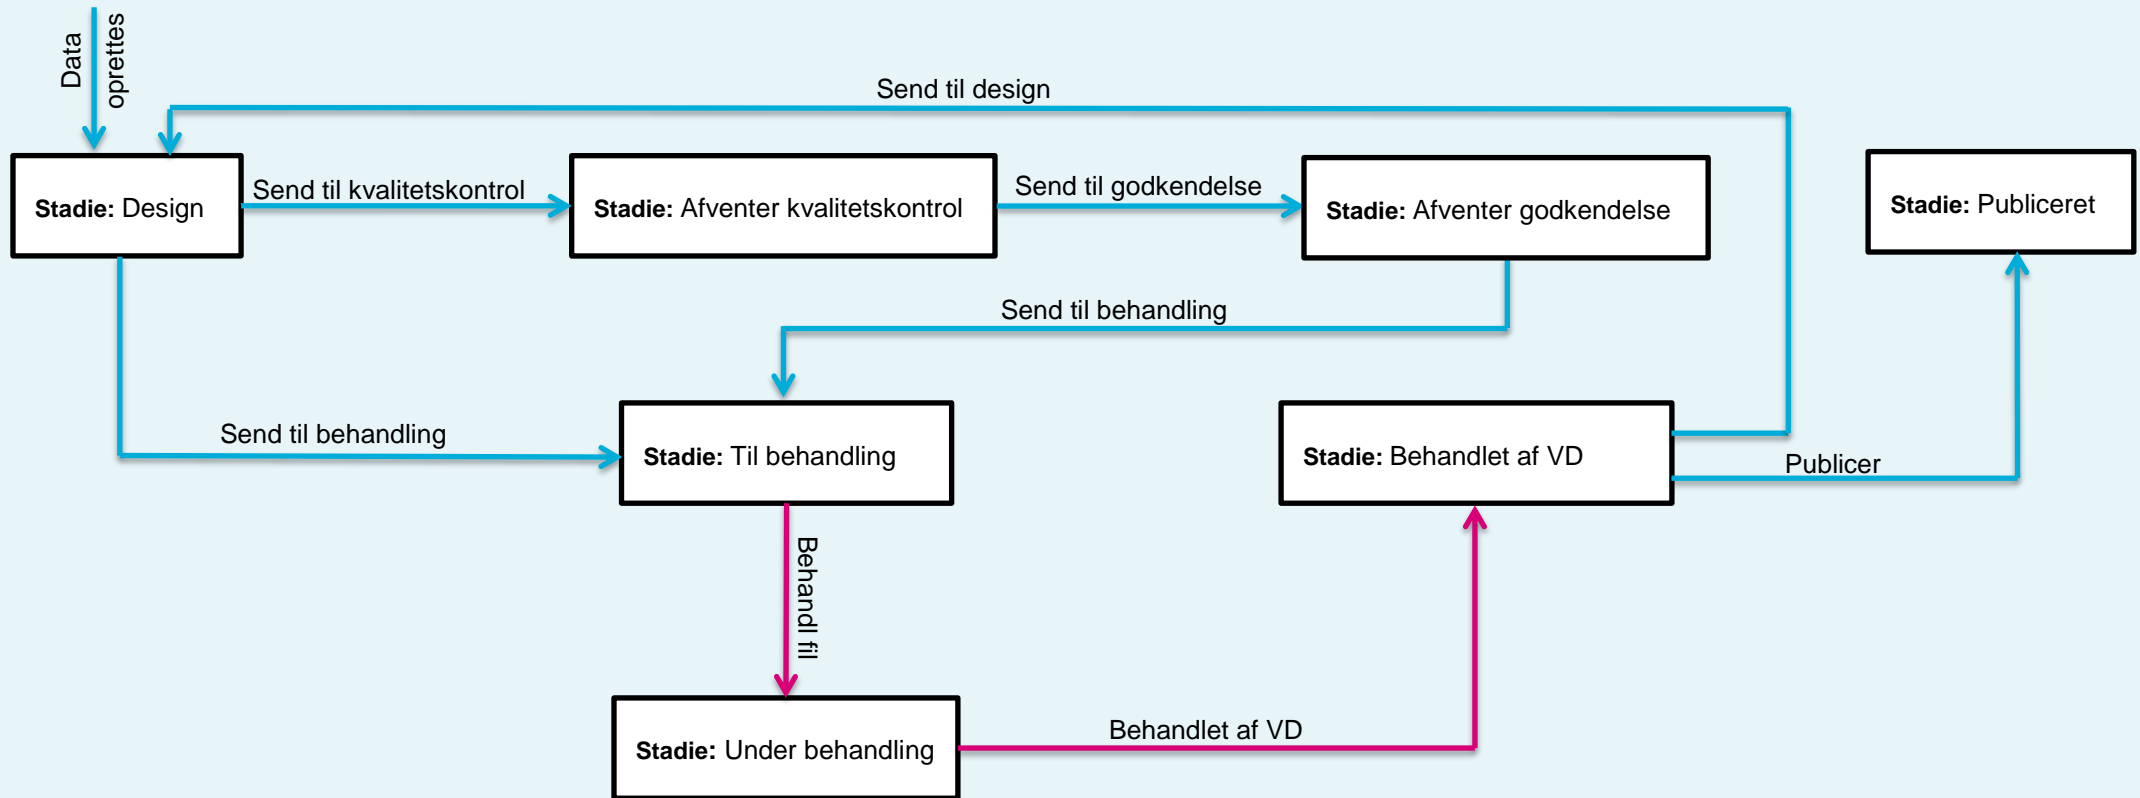 Data
oprettes
Send til design
Stadie: Design
Send til kvalitetskontrol
Stadie: Afventer kvalitetskontrol
Send til godkendelse
Stadie: Afventer godkendelse
Stadie: Publiceret
Send til behandling
Send til behandling
Stadie: Til behandling
Stadie: Behandlet af VD
Publicer
Behandl fil
Stadie: Under behandling
Behandlet af VD